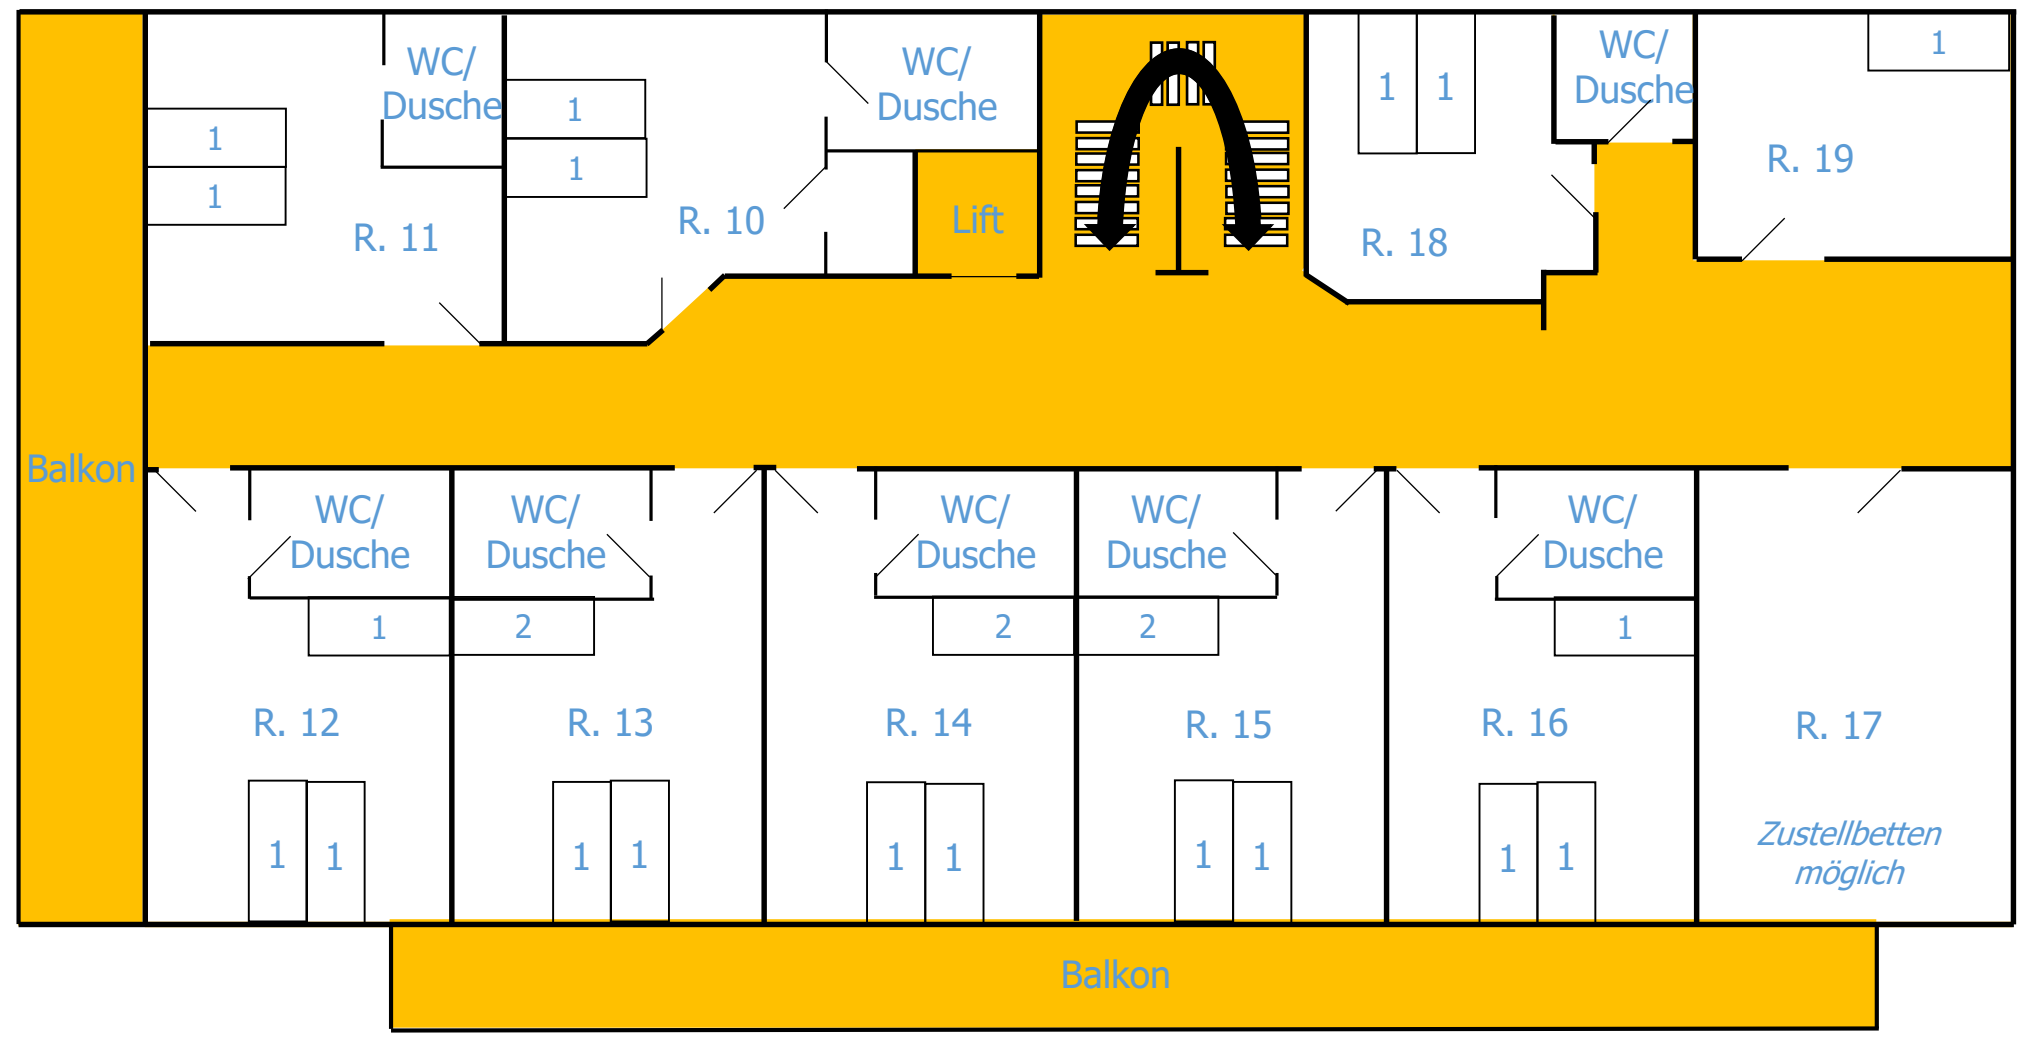 WC/
Dusche
1
1
R. 11
1
1
R. 10
WC/
Dusche
Lift
1
1
R. 18
WC/
Dusche
1
R. 19
Balkon
WC/
Dusche
1
R. 12
1
1
WC/
Dusche
2
R. 13
1
1
WC/
Dusche
2
R. 14
1
1
WC/
Dusche
2
R. 15
1
1
WC/
Dusche
1
R. 16
1
1
R. 17
Zustellbetten
möglich
Balkon